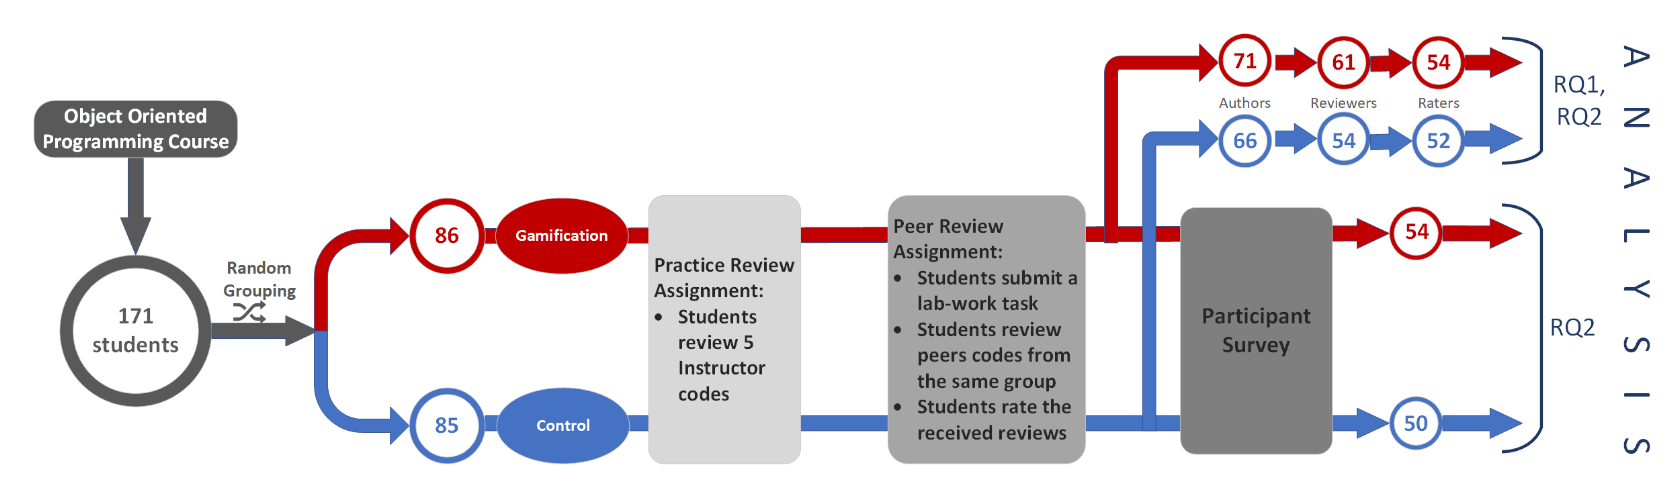 Object Oriented
Programming Course
171
students
Random
Grouping
86
Gamification
85
Control
Practice Review
Assignment:
• Students
review 5
Instructor
codes
Peer Review
Assignment:
• Students submit a
lab-work task
• Students review
peers codes from
the same group
• Students rate the
received reviews
71
61
54
Authors
Reviewers
Raters
66
54
52
RQ1,
RQ2
Participant
Survey
54
50
RQ2
ANALYSIS